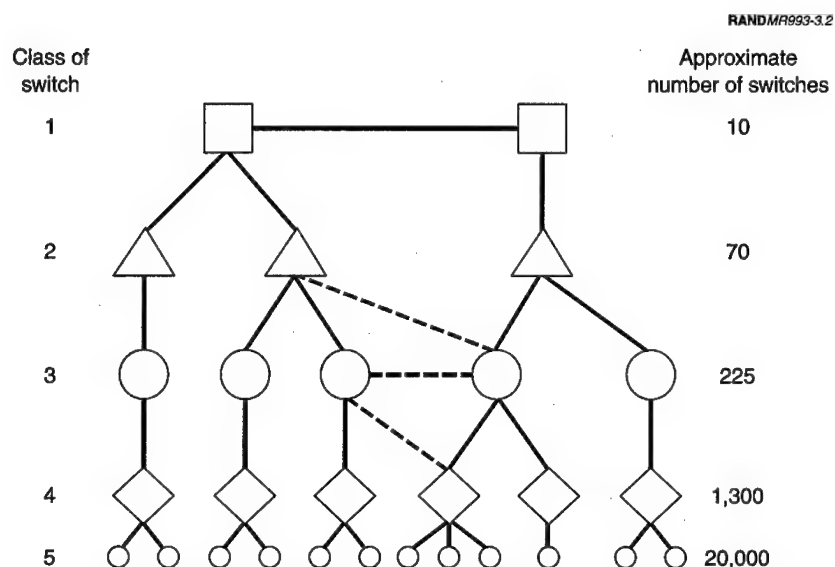 RANDMR993-3.2
Class of
switch
Approximate
number of switches
1
10
2
70
3
225
4
1,300
5
20,000